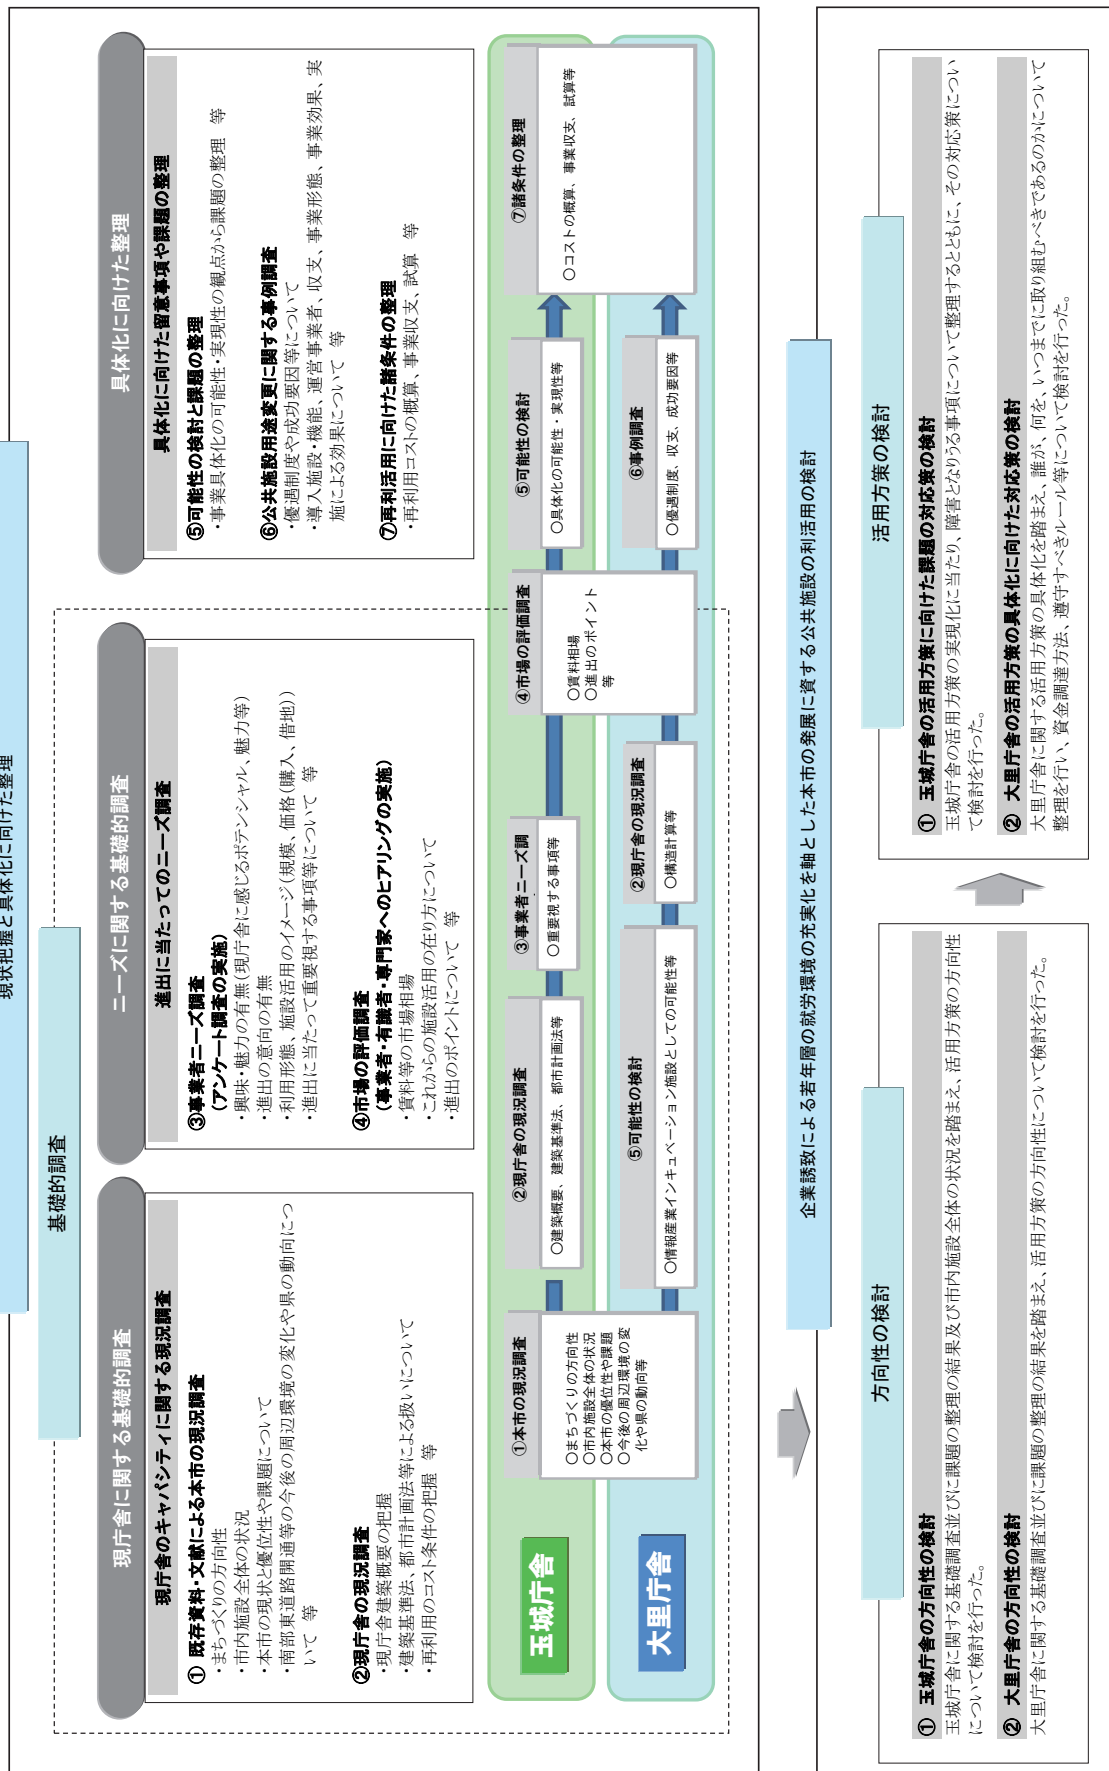 現状把握と具体化に向けた整理
基礎的調査
現庁舎に関する基礎的調査
現庁舎のキャパシティに関する現況調査
① 既存資料・文献による本市の現況調査
・まちづくりの方向性
・市内施設全体の状況
・本市の現状と優位性や課題について
・南部東道路開通等の今後の周辺環境の変化や県の動向につ
いて 等
②現庁舎の現況調査
・現庁舎建築概要の把握
・建築基準法、都市計画法等による扱いについて
・再利用のコスト条件の把握 等
ニーズに関する基礎的調査
進出に当たってのニーズ調査
③事業者ニーズ調査
(アンケート調査の実施)
・興味・魅力の有無(現庁舎に感じるポテンシャル、魅力等)
・進出の意向の有無
・利用形態、施設活用のイメージ(規模、価格(購入、借地))
・進出に当たって重要視する事項等について 等
④市場の評価調査
(事業者・有識者・専門家へのヒアリングの実施)
・賃料等の市場相場
・これからの施設活用の在り方について
・進出のポイントについて 等
具体化に向けた整理
具体化に向けた留意事項や課題の整理
⑤可能性の検討と課題の整理
・事業具体化の可能性・実現性の観点から課題の整理 等
⑥公共施設用途変更に関する事例調査
・優遇制度や成功要因等について
・導入施設・機能、運営事業者、収支、事業形態、事業効果、実
施による効果について 等
⑦再利活用に向けた諸条件の整理
・再利用コストの概算、事業収支、試算 等
玉城庁舎
大里庁舎
①本市の現況調査
○まちづくりの方向性
○市内施設全体の状況
○本市の優位性や課題
○今後の周辺環境の変
化や県の動向等
②現庁舎の現況調査
○建築概要、建築基準法、都市計画法等
③事業者ニーズ調
○重要視する事項等
⑤可能性の検討
○情報産業インキュベーション施設としての可能性等
②現庁舎の現況調査
○構造計算等
④市場の評価調査
○賃料相場
○進出のポイント
等
⑤可能性の検討
○具体化の可能性・実現性等
⑥事例調査
○優遇制度、収支、成功要因等
⑦諸条件の整理
○コストの概算、事業収支、試算等
企業誘致による若年層の就労環境の充実化を軸とした本市の発展に資する公共施設の利活用の検討
方向性の検討
① 玉城庁舎の方向性の検討
玉城庁舎に関する基礎調査並びに課題の整理の結果及び市内施設全体の状況を踏まえ、活用方策の方向性
について検討を行った。
② 大里庁舎の方向性の検討
大里庁舎に関する基礎調査並びに課題の整理の結果を踏まえ、活用方策の方向性について検討を行った。
活用方策の検討
① 玉城庁舎の活用方策に向けた課題の対応策の検討
玉城庁舎の活用方策の実現化に当たり、障害となりうる事項について整理するとともに、その対応策につい
て検討を行った。
② 大里庁舎の活用方策の具体化に向けた対応策の検討
大里庁舎に関する活用方策の具体化を踏まえ、誰が、何を、いつまでに取り組むべきであるのかについて
整理を行い、資金調達方法、遵守すべきルール等について検討を行った。